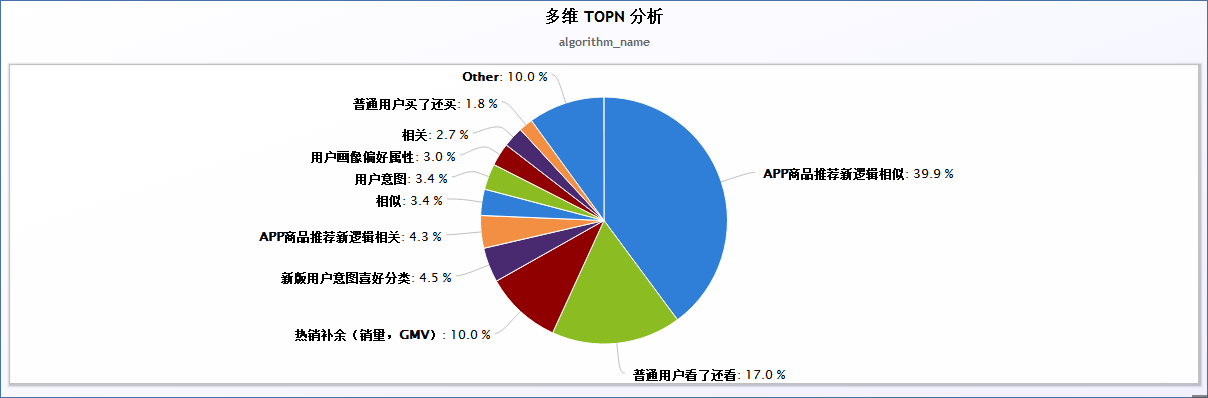 多维 TOPN 分析
algorithm_name
Other: 10.0 %
普通用户买了还买: 1.8 %
相关: 2.7 %
用户画像偏好属性: 3.0 %
用户意图: 3.4 %
相似: 3.4 %
APP商品推荐新逻辑相关: 4.3 %
新版用户意图喜好分类: 4.5 %
热销补余（销量，GMV）: 10.0 %
APP商品推荐新逻辑相似: 39.9 %
普通用户看了还看: 17.0 %